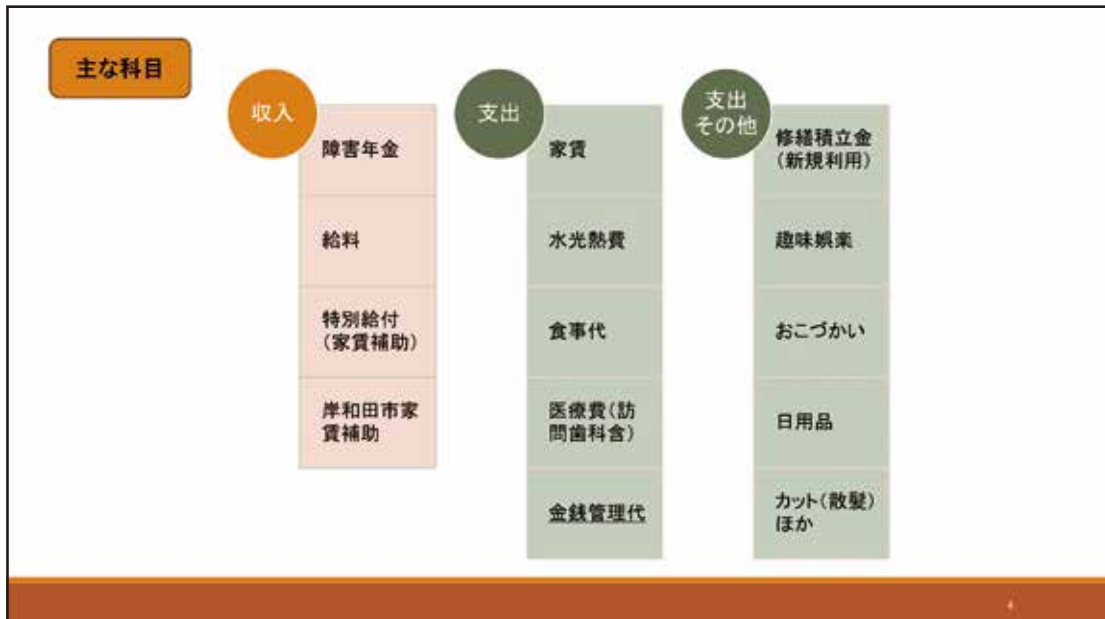 主な科目
収入
障害年金
給料
特別給付
(家賃補助)
岸和田市家
賃補助
支出
家賃
水光熱費
食事代
医療費(訪
問歯科含)
金銭管理代
支出
その他
修繕積立金
(新規利用)
趣味娯楽
おこづかい
日用品
カット(散髪)
ほか
4